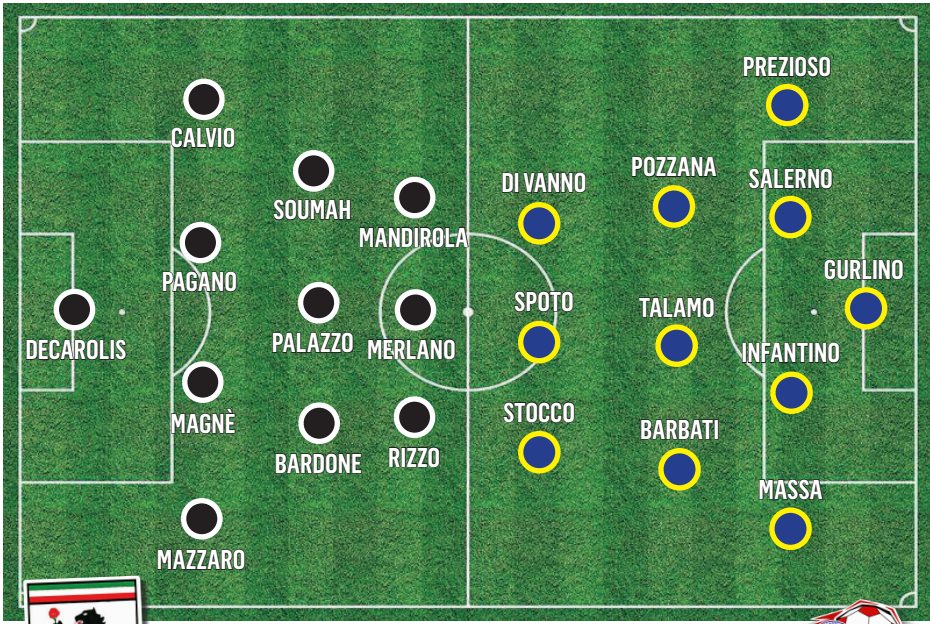 PREZIOSO
CALVIO
POZZANA
SALERNO
DI VANNO
SOUMAH
MANDIROLA
PAGANO
GURLINO
SPOTO
TALAMO
PALAZZO
MERLANO
DECAROLIS
INFANTINO
STOCCO
MAGNÈ
BARBATI
BARDONE
RIZZO
MASSA
MAZZARO